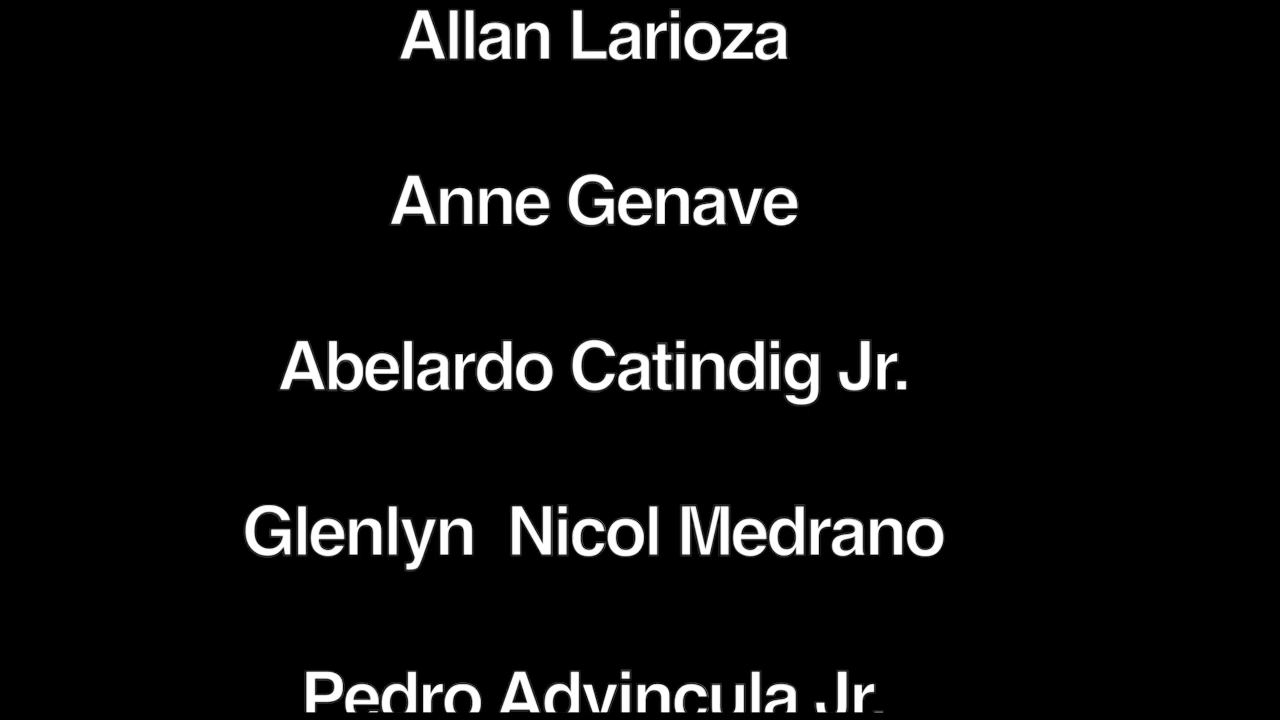 Allan Larioza
Anne Genave
Abelardo Catindig Jr.
Glenlyn  Nicol Medrano
Pedro Advincula Jr.